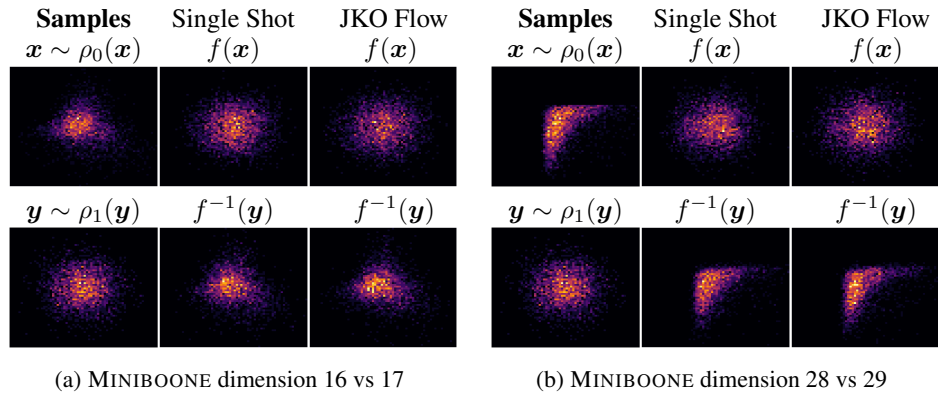 Samples Single Shot JKO Flow Samples Single Shot JKO Flow
x ∼ ρ₀(x) f(x) f(x) x ∼ ρ₀(x) f(x) f(x)
y ∼ ρ₁(y) f⁻¹(y) f⁻¹(y) y ∼ ρ₁(y) f⁻¹(y) f⁻¹(y)
(a) MINIBOONE dimension 16 vs 17 (b) MINIBOONE dimension 28 vs 29